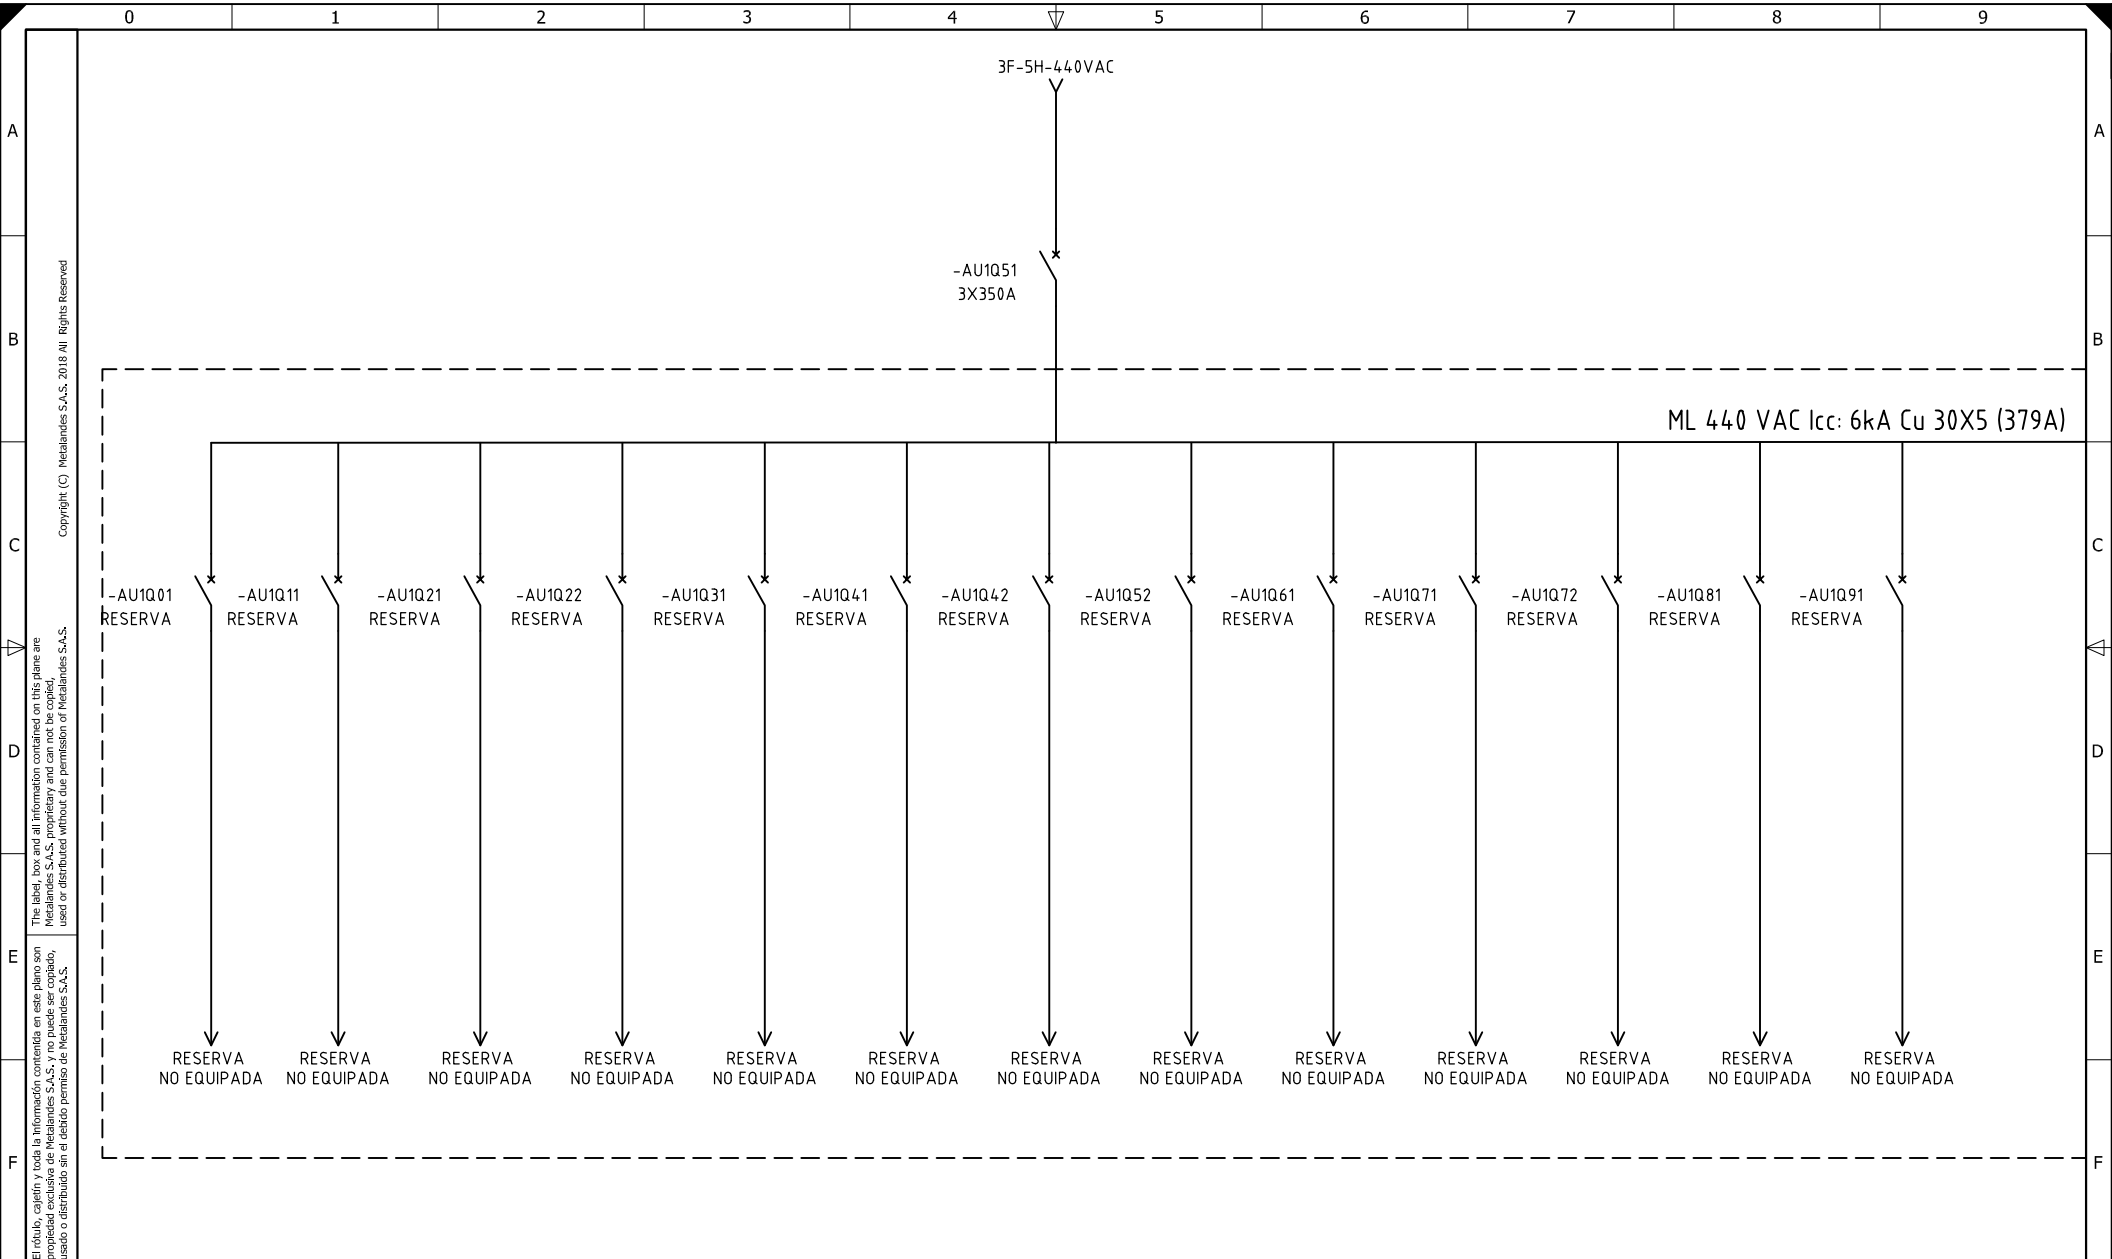 0 1 2 3 4 5 6 7 8 9
3F-5H-440VAC
A A
-AU1Q51
3X350A
B B
ML 440 VAC Icc: 6kA Cu 30X5 (379A)
C C
-AU1Q01 -AU1Q11 -AU1Q21 -AU1Q22 -AU1Q31 -AU1Q41 -AU1Q42 -AU1Q52 -AU1Q61 -AU1Q71 -AU1Q72 -AU1Q81 -AU1Q91
RESERVA RESERVA RESERVA RESERVA RESERVA RESERVA RESERVA RESERVA RESERVA RESERVA RESERVA RESERVA RESERVA
D D
E E
RESERVA RESERVA RESERVA RESERVA RESERVA RESERVA RESERVA RESERVA RESERVA RESERVA RESERVA RESERVA RESERVA
NO EQUIPADA NO EQUIPADA NO EQUIPADA NO EQUIPADA NO EQUIPADA NO EQUIPADA NO EQUIPADA NO EQUIPADA NO EQUIPADA NO EQUIPADA NO EQUIPADA NO EQUIPADA NO EQUIPADA
F F
Copyright (C) Metalandes S.A.S. 2018 All Rights Reserved
The label, box and all information contained on this plane are
Metalandes S.A.S. proprietary and can not be copied,
used or distributed without due permission of Metalandes S.A.S.
El rótulo, cajetín y toda la información contenida en este plano son
propiedad exclusiva de Metalandes S.A.S. y no puede ser copiado,
usado o distribuido sin el debido permiso de Metalandes S.A.S.